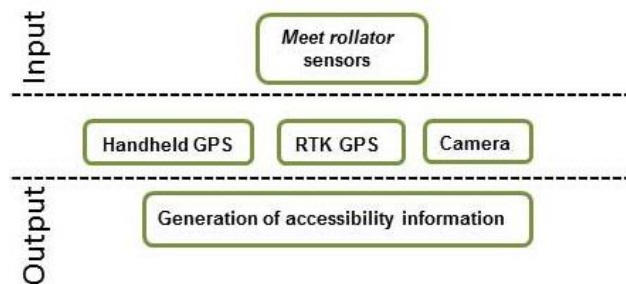 Input
Meet rollator
sensors
Handheld GPS RTK GPS Camera
Output
Generation of accessibility information